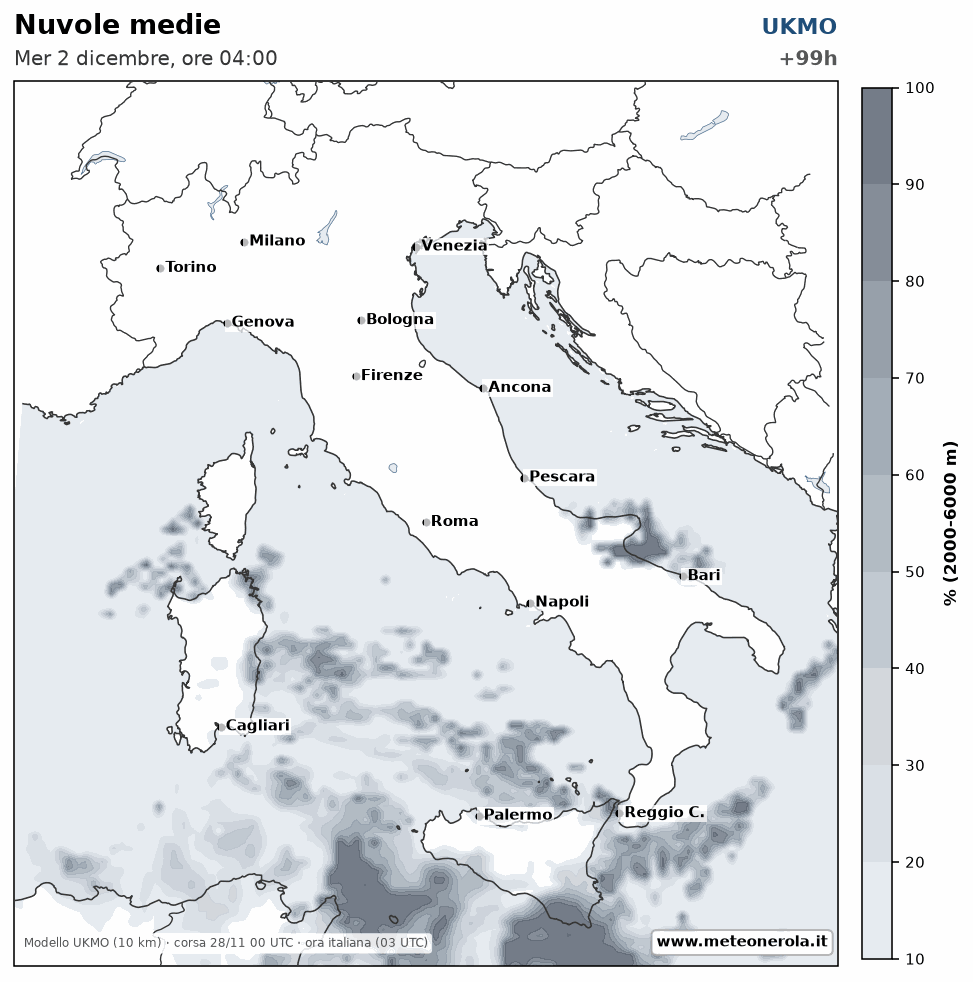 Nuvole medie
UKMO
Mer 2 dicembre, ore 04:00
+99h
100
90
80
70
60
50
40
30
20
10
% (2000-6000 m)
Milano
Venezia
Torino
Genova
Bologna
Firenze
Ancona
Pescara
Roma
Bari
Napoli
Cagliari
Palermo
Reggio C.
Modello UKMO (10 km) · corsa 28/11 00 UTC · ora italiana (03 UTC)
www.meteonerola.it